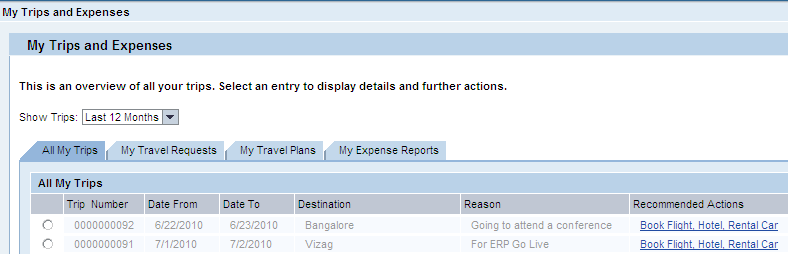 My Trips and Expenses
My Trips and Expenses
This is an overview of all your trips. Select an entry to display details and further actions.
Show Trips: Last 12 Months
All My Trips My Travel Requests My Travel Plans My Expense Reports
All My Trips
Trip Number Date From Date To Destination Reason Recommended Actions
0000000092 6/22/2010 6/23/2010 Bangalore Going to attend a conference Book Flight, Hotel, Rental Car
0000000091 7/1/2010 7/2/2010 Vizag For ERP Go Live Book Flight, Hotel, Rental Car